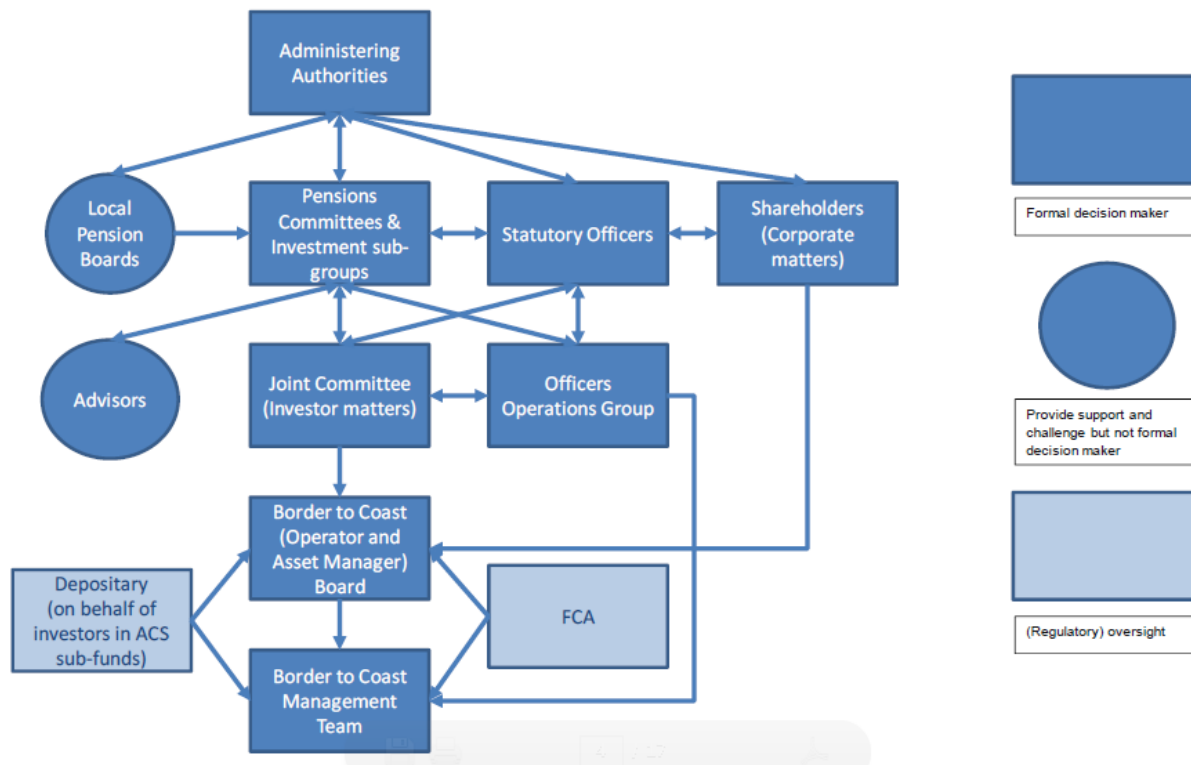 Administering
Authorities
Local
Pension
Boards
Pensions
Committees &
Investment sub-
groups
Statutory Officers
Shareholders
(Corporate
matters)
Advisors
Joint Committee
(Investor matters)
Officers
Operations Group
Border to Coast
(Operator and
Asset Manager)
Board
Depositary
(on behalf of
investors in ACS
sub-funds)
FCA
Border to Coast
Management
Team
Formal decision maker
Provide support and
challenge but not formal
decision maker
(Regulatory) oversight
4 / 17